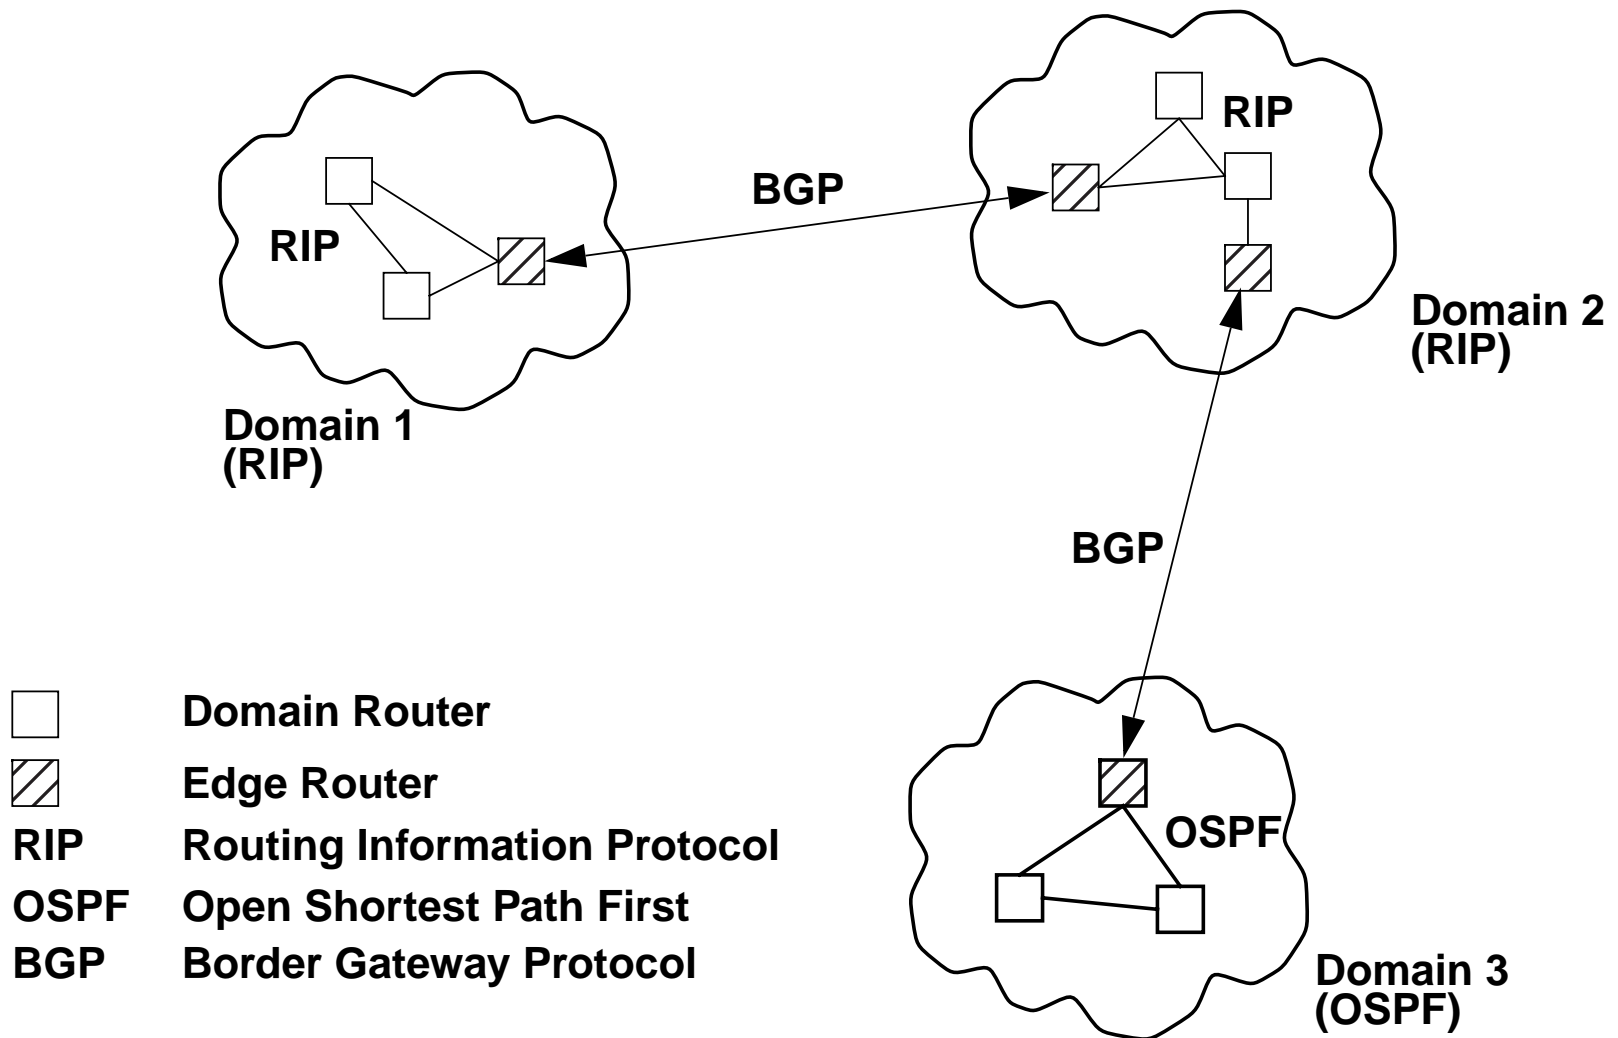 RIP
BGP
RIP
Domain 2
(RIP)
Domain 1
(RIP)
BGP
Domain Router
Edge Router
RIP Routing Information Protocol
OSPF Open Shortest Path First
BGP Border Gateway Protocol
OSPF
Domain 3
(OSPF)